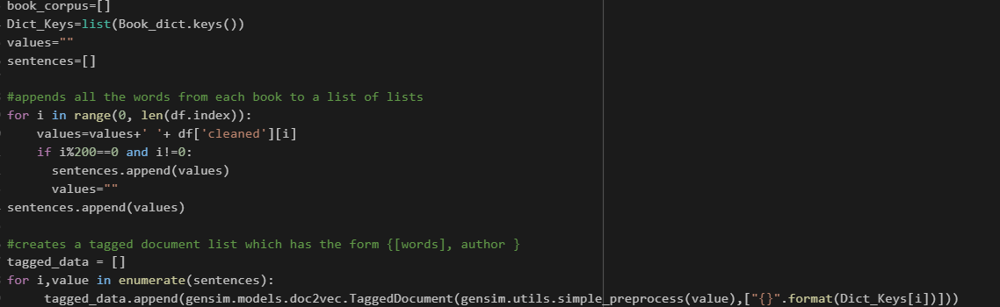 book_corpus=[]
Dict_Keys=list(Book_dict.keys())
values=""
sentences=[]
#appends all the words from each book to a list of lists
for i in range(0, len(df.index)):
    values=values+' '+ df['cleaned'][i]
    if i%200==0 and i!=0:
      sentences.append(values)
      values=""
sentences.append(values)
#creates a tagged document list which has the form {[words], author }
tagged_data = []
for i,value in enumerate(sentences):
     tagged_data.append(gensim.models.doc2vec.TaggedDocument(gensim.utils.simple_preprocess(value),["{}".format(Dict_Keys[i])]))